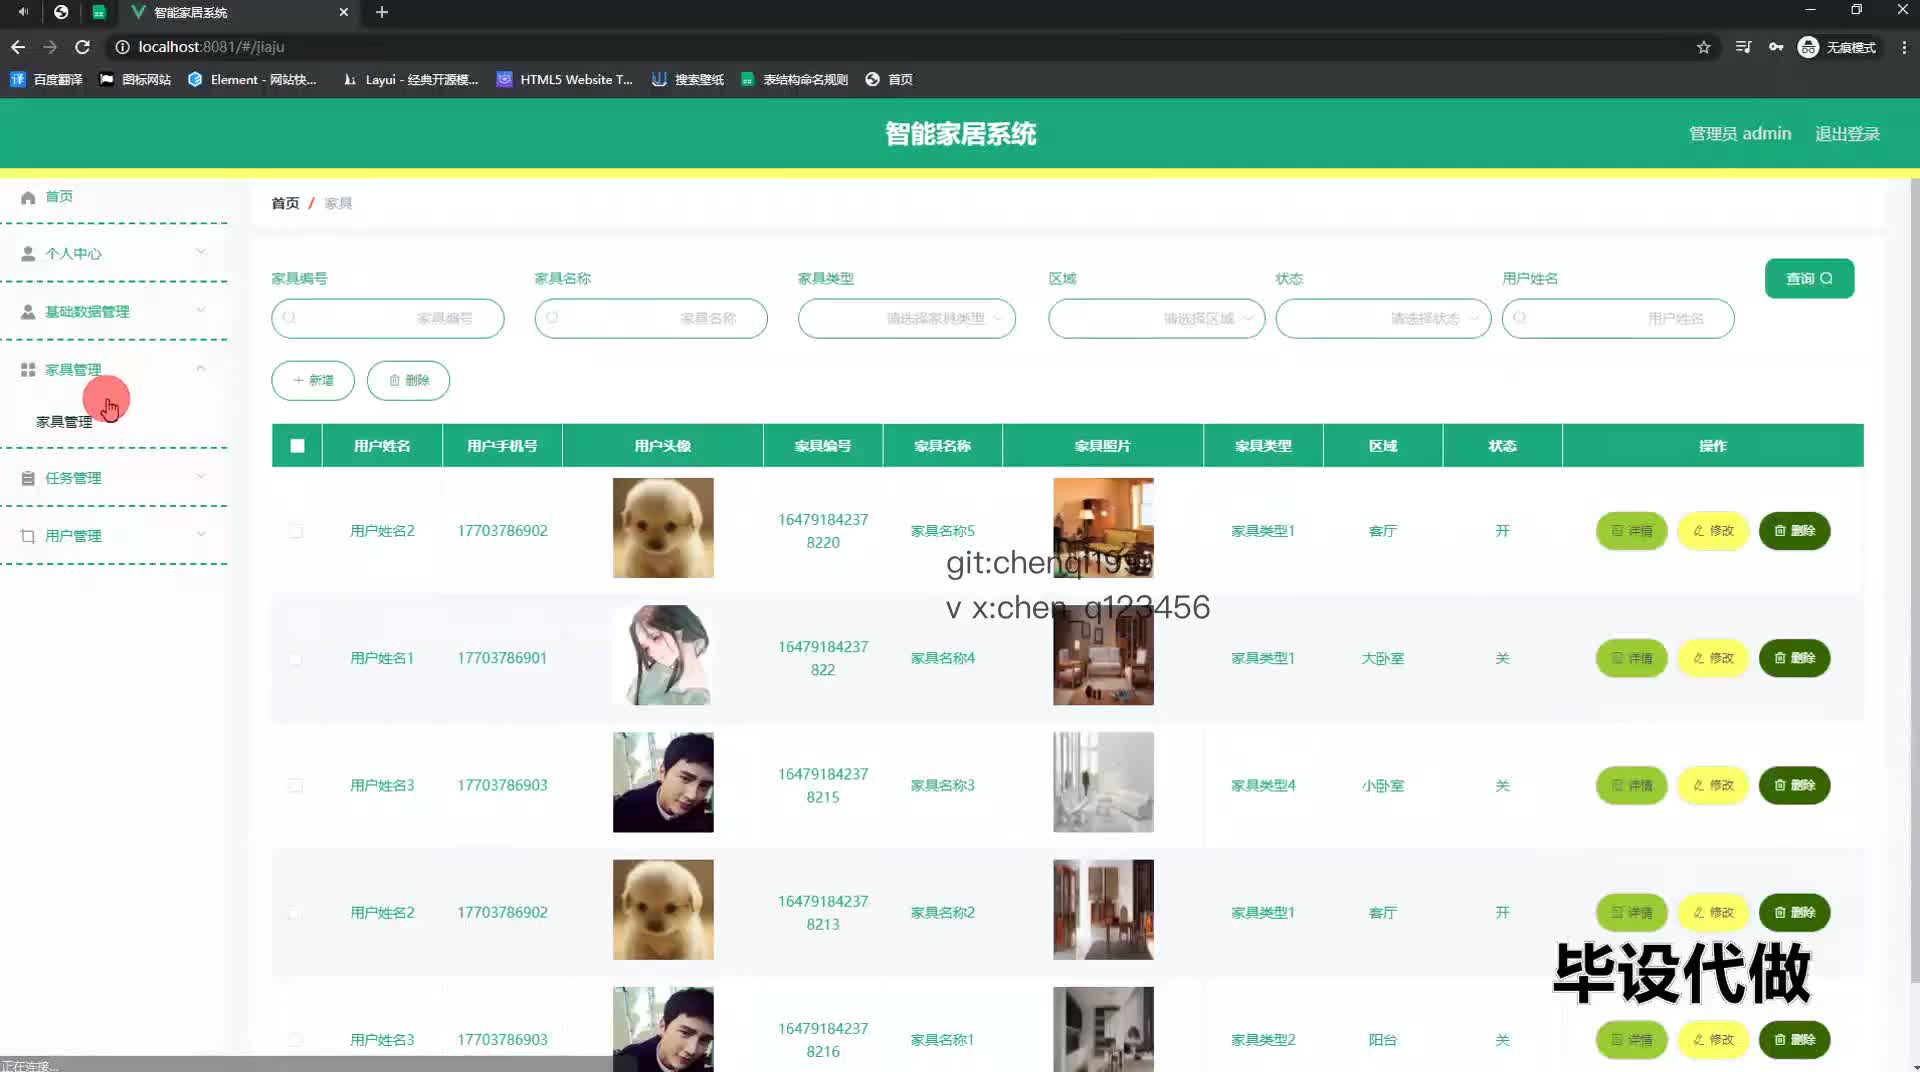 智能家居系统
localhost:8081/#/jiaju
无痕模式
百度翻译
图标网站
Element - 网站快...
Layui - 经典开源模...
HTML5 Website T...
搜索壁纸
表结构命名规则
首页
智能家居系统
管理员 admin
退出登录
首页
个人中心
基础数据管理
家具管理
家具管理
任务管理
用户管理
首页 / 家具
家具编号
家具名称
家具类型
区域
状态
用户姓名
查询
家具编号
家具名称
请选择家具类型
请选择区域
请选择状态
用户姓名
+ 新增
删除
用户姓名 用户手机号 用户头像 家具编号 家具名称 家具照片 家具类型 区域 状态 操作
用户姓名2 17703786902 16479184237 家具名称5 家具类型1 客厅 开 详情 修改 删除
8220
git:chenqi1990
v x:chen_q123456
用户姓名1 17703786901 16479184237 家具名称4 家具类型1 大卧室 关 详情 修改 删除
822
用户姓名3 17703786903 16479184237 家具名称3 家具类型4 小卧室 关 详情 修改 删除
8215
用户姓名2 17703786902 16479184237 家具名称2 家具类型1 客厅 开 详情 修改 删除
8213
毕设代做
用户姓名3 17703786903 16479184237 家具名称1 家具类型2 阳台 关 详情 修改 删除
8216
正在连接...